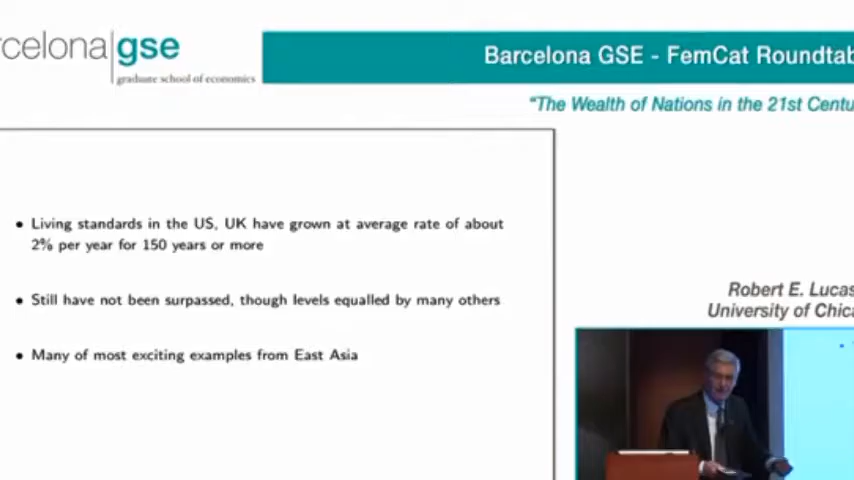 rcelona gse
graduate school of economics
Barcelona GSE - FemCat Roundtab
"The Wealth of Nations in the 21st Centu
• Living standards in the US, UK have grown at average rate of about
2% per year for 150 years or more
• Still have not been surpassed, though levels equalled by many others
• Many of most exciting examples from East Asia
Robert E. Lucas
University of Chica